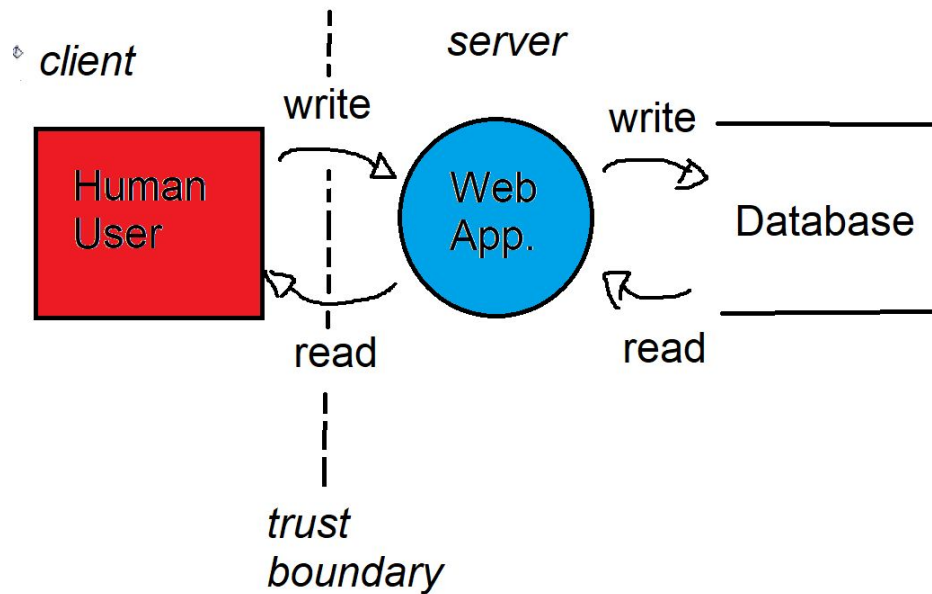 client
server
write
write
Human
User
Web
App.
Database
read
read
trust
boundary